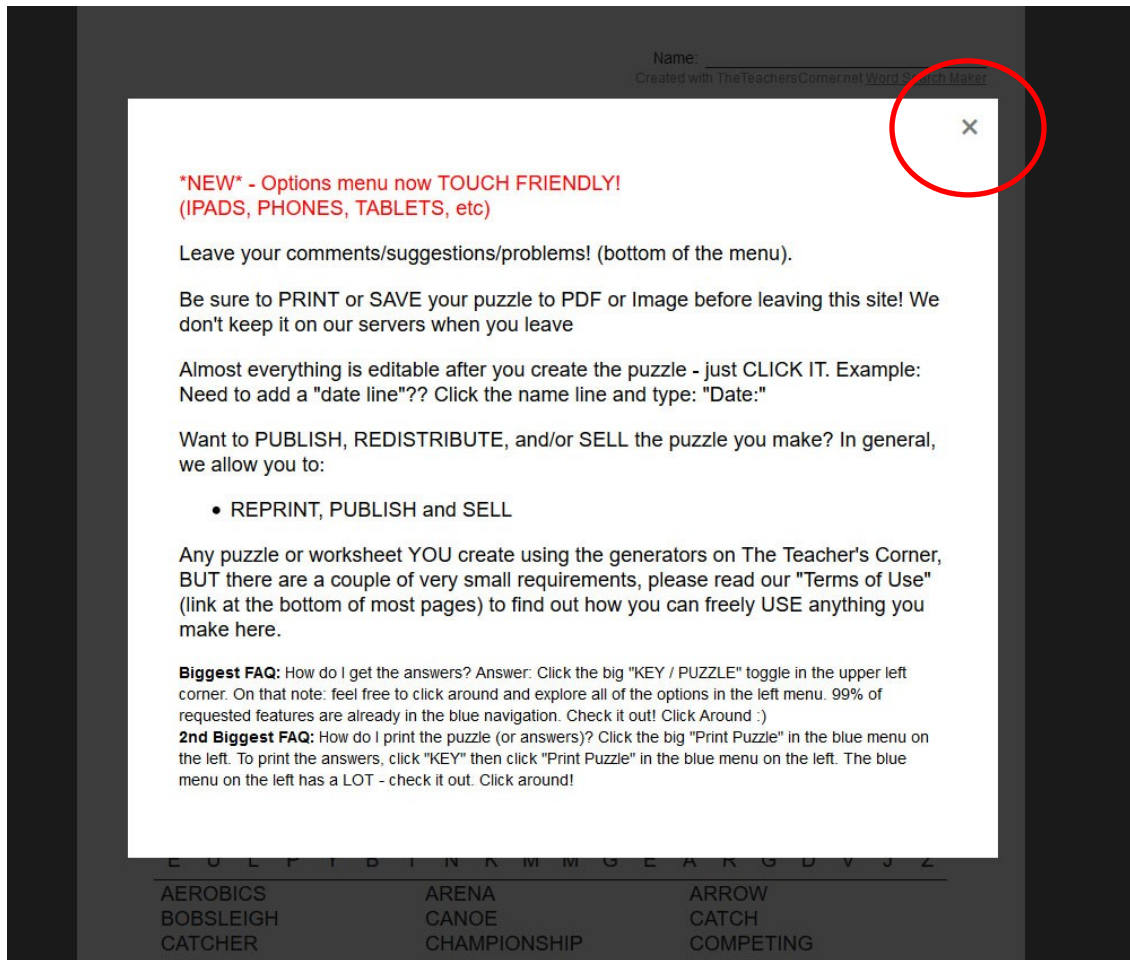 Name:
Created with TheTeachersCorner.net Word Search Maker
×
*NEW* - Options menu now TOUCH FRIENDLY!
(IPADS, PHONES, TABLETS, etc)
Leave your comments/suggestions/problems! (bottom of the menu).
Be sure to PRINT or SAVE your puzzle to PDF or Image before leaving this site! We
don't keep it on our servers when you leave
Almost everything is editable after you create the puzzle - just CLICK IT. Example:
Need to add a "date line"?? Click the name line and type: "Date:"
Want to PUBLISH, REDISTRIBUTE, and/or SELL the puzzle you make? In general,
we allow you to:
• REPRINT, PUBLISH and SELL
Any puzzle or worksheet YOU create using the generators on The Teacher's Corner,
BUT there are a couple of very small requirements, please read our "Terms of Use"
(link at the bottom of most pages) to find out how you can freely USE anything you
make here.
Biggest FAQ: How do I get the answers? Answer: Click the big "KEY / PUZZLE" toggle in the upper left
corner. On that note: feel free to click around and explore all of the options in the left menu. 99% of
requested features are already in the blue navigation. Check it out! Click Around :)
2nd Biggest FAQ: How do I print the puzzle (or answers)? Click the big "Print Puzzle" in the blue menu on
the left. To print the answers, click "KEY" then click "Print Puzzle" in the blue menu on the left. The blue
menu on the left has a LOT - check it out. Click around!
E U L P Y B T N K M M G E A R G D V J Z
AEROBICS ARENA ARROW
BOBSLEIGH CANOE CATCH
CATCHER CHAMPIONSHIP COMPETING